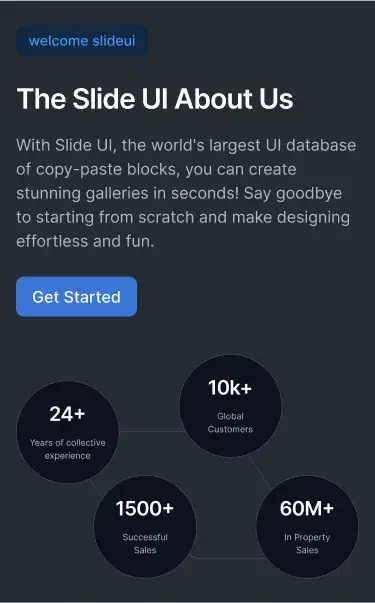 welcome slideui
The Slide UI About Us
With Slide UI, the world's largest UI database
of copy-paste blocks, you can create
stunning galleries in seconds! Say goodbye
to starting from scratch and make designing
effortless and fun.
Get Started
24+
Years of collective
experience
10k+
Global
Customers
1500+
Successful
Sales
60M+
In Property
Sales